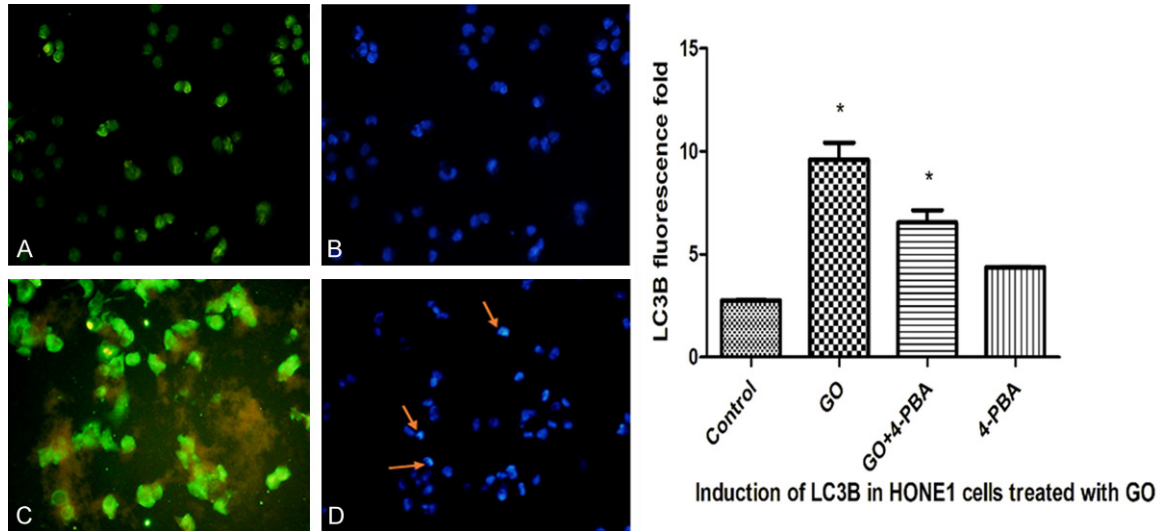 A
B
C
D
LC3B fluorescence fold
15
10
5
0
*
*
Control
GO
GO+4-PBA
4-PBA
Induction of LC3B in HONE1 cells treated with GO